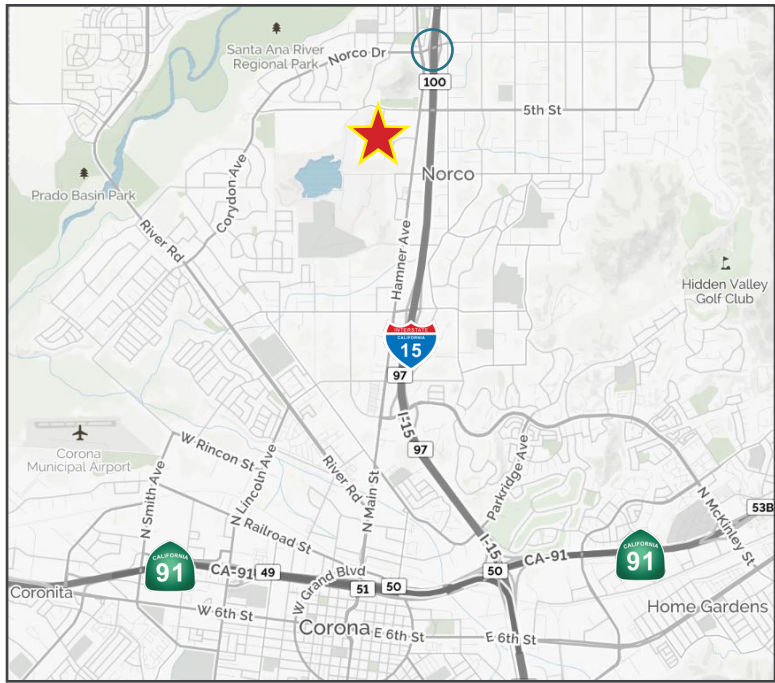 Santa Ana River
Regional Park
Norco Dr
100
5th St
Norco
Prado Basin Park
Corydon Ave
River Rd
Hamner Ave
Hidden Valley
Golf Club
INTERSTATE
CALIFORNIA
15
97
I-15
97
Corona
Municipal Airport
W Rincon St
N Smith Ave
N Lincoln Ave
River Rd
N Main St
Parkridge Ave
N McKinley St
53B
N Railroad St
I-15
CALIFORNIA
91
CA-91
49
W Grand Blvd
51
50
50
CA-91
CALIFORNIA
91
Coronita
W 6th St
Corona
E 6th St
E 6th St
Home Gardens